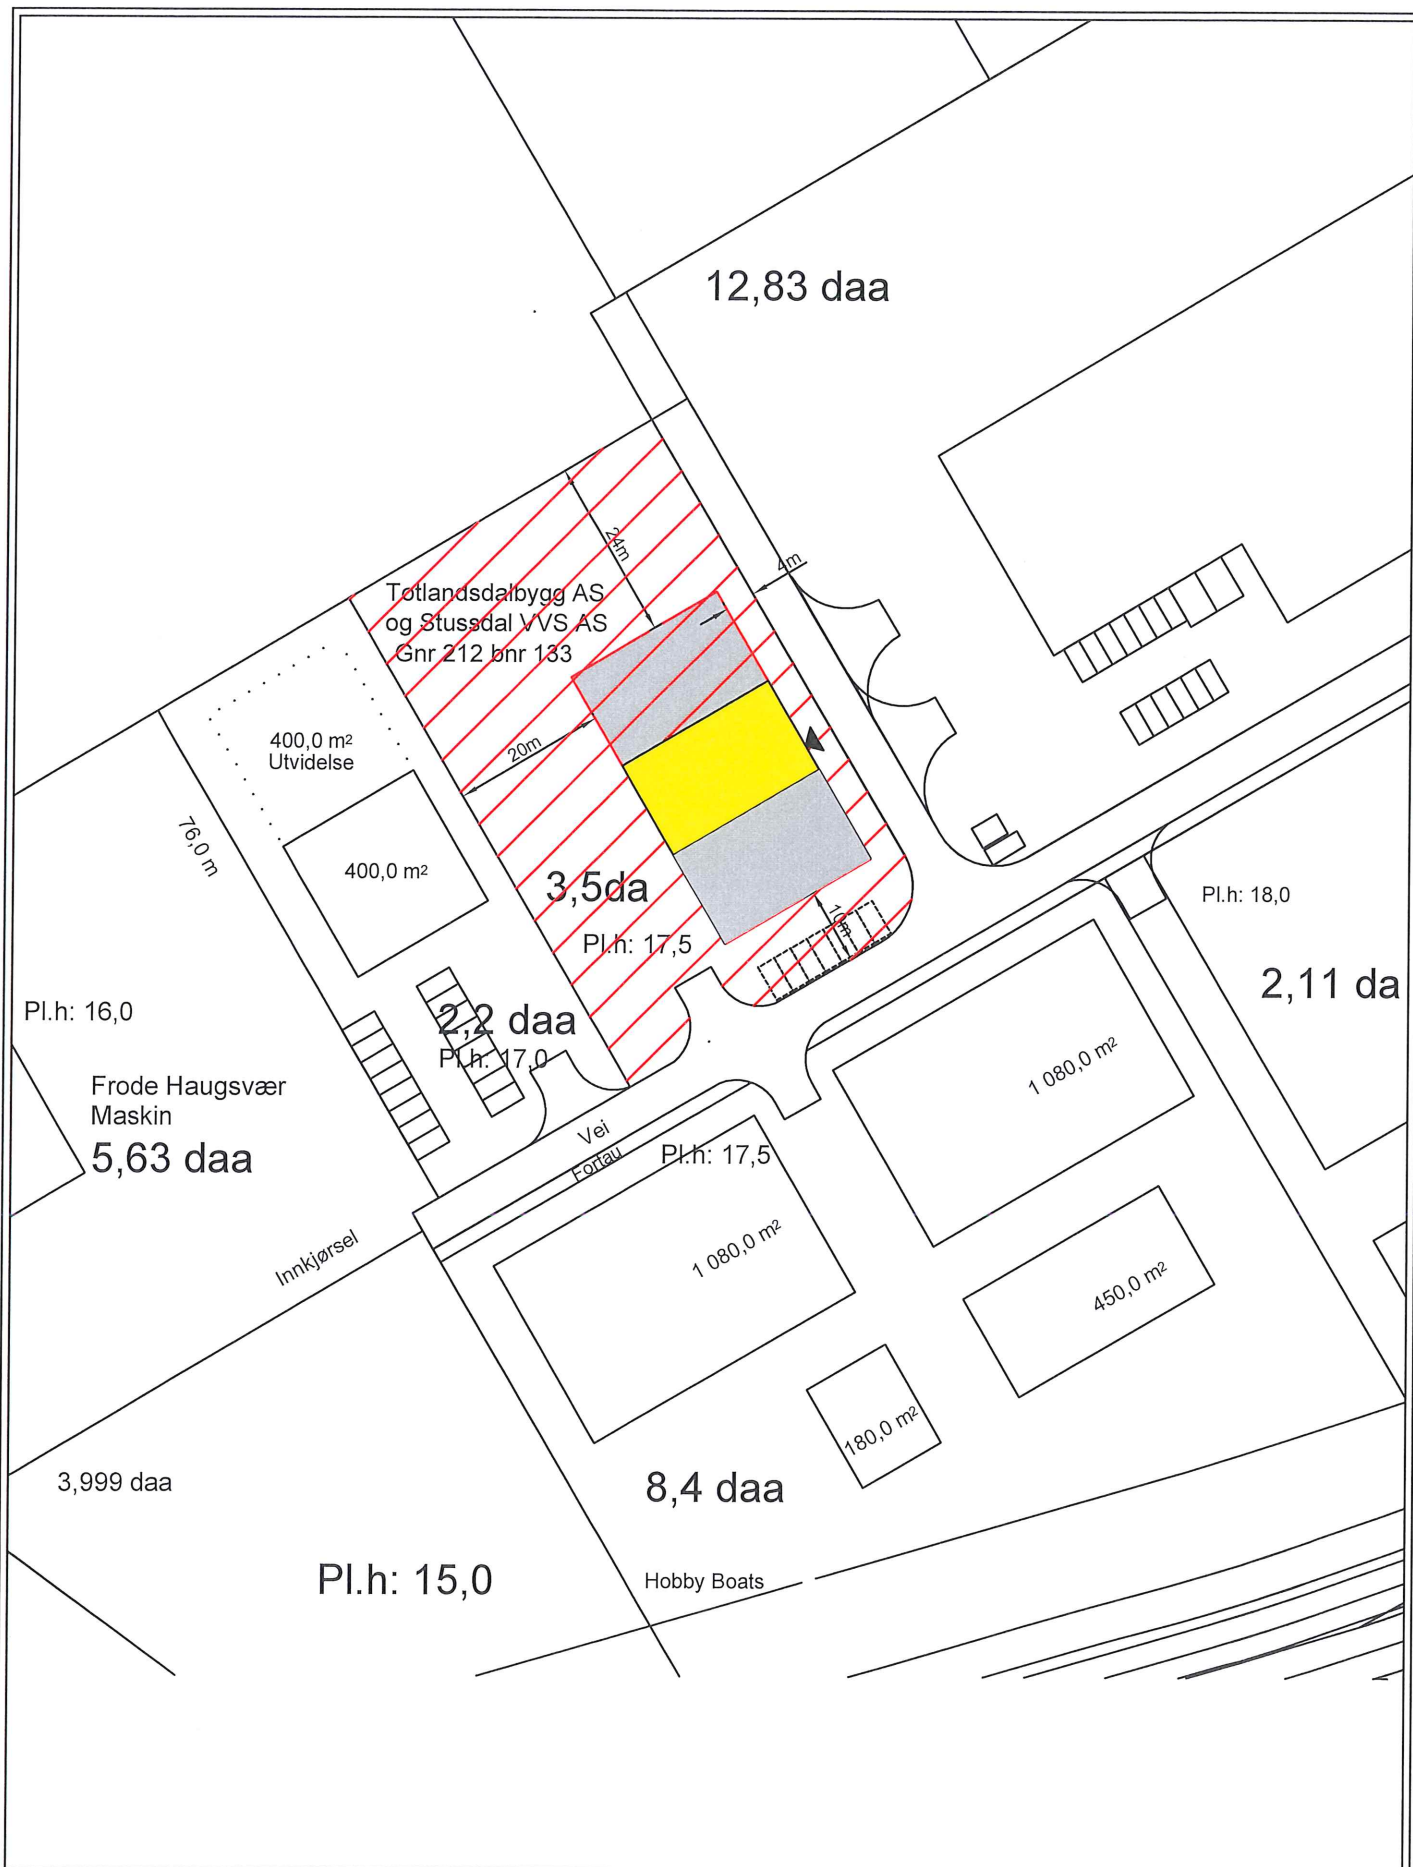 12,83 daa
24m
4m
Totlandsdalbygg AS
og Stussdal VVS AS
Gnr 212 bnr 133
400,0 m²
Utvidelse
20m
76,0 m
400,0 m²
3,5da
Pl.h: 18,0
10m
Pl.h: 17,5
2,11 da
Pl.h: 16,0
2,2 daa
Pl.h: 17,0
1 080,0 m²
Frode Haugsvær
Maskin
5,63 daa
Vei
Fortau
Pl.h: 17,5
Innkjørsel
1 080,0 m²
450,0 m²
180,0 m²
3,999 daa
8,4 daa
Pl.h: 15,0
Hobby Boats